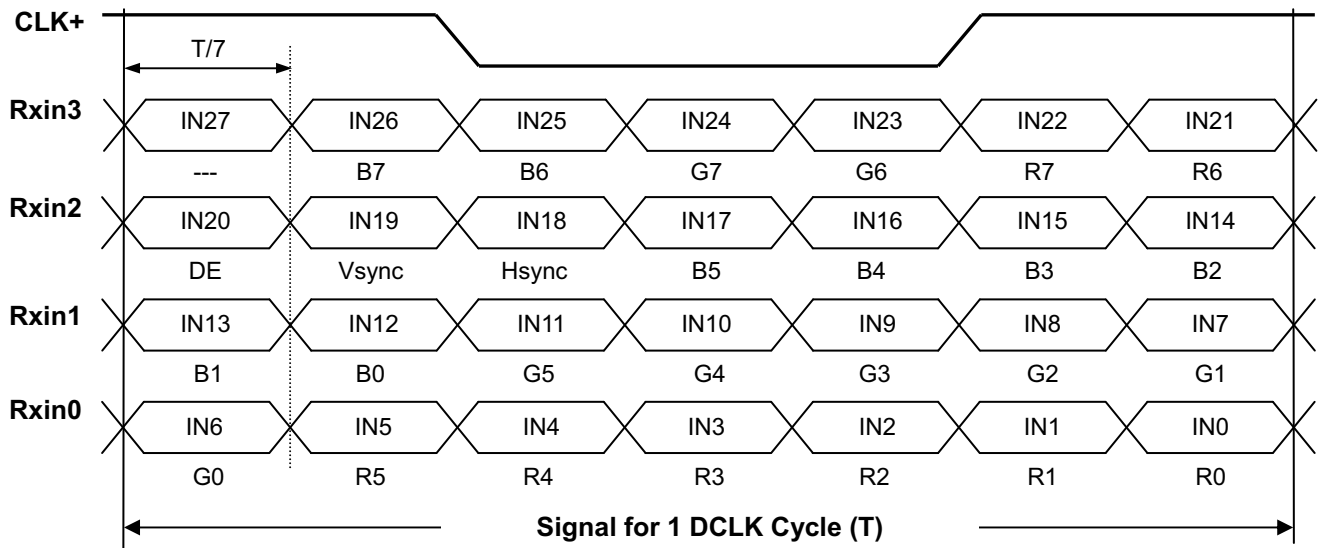 CLK+
T/7
Rxin3
IN27 IN26 IN25 IN24 IN23 IN22 IN21
--- B7 B6 G7 G6 R7 R6
Rxin2
IN20 IN19 IN18 IN17 IN16 IN15 IN14
DE Vsync Hsync B5 B4 B3 B2
Rxin1
IN13 IN12 IN11 IN10 IN9 IN8 IN7
B1 B0 G5 G4 G3 G2 G1
Rxin0
IN6 IN5 IN4 IN3 IN2 IN1 IN0
G0 R5 R4 R3 R2 R1 R0
Signal for 1 DCLK Cycle (T)